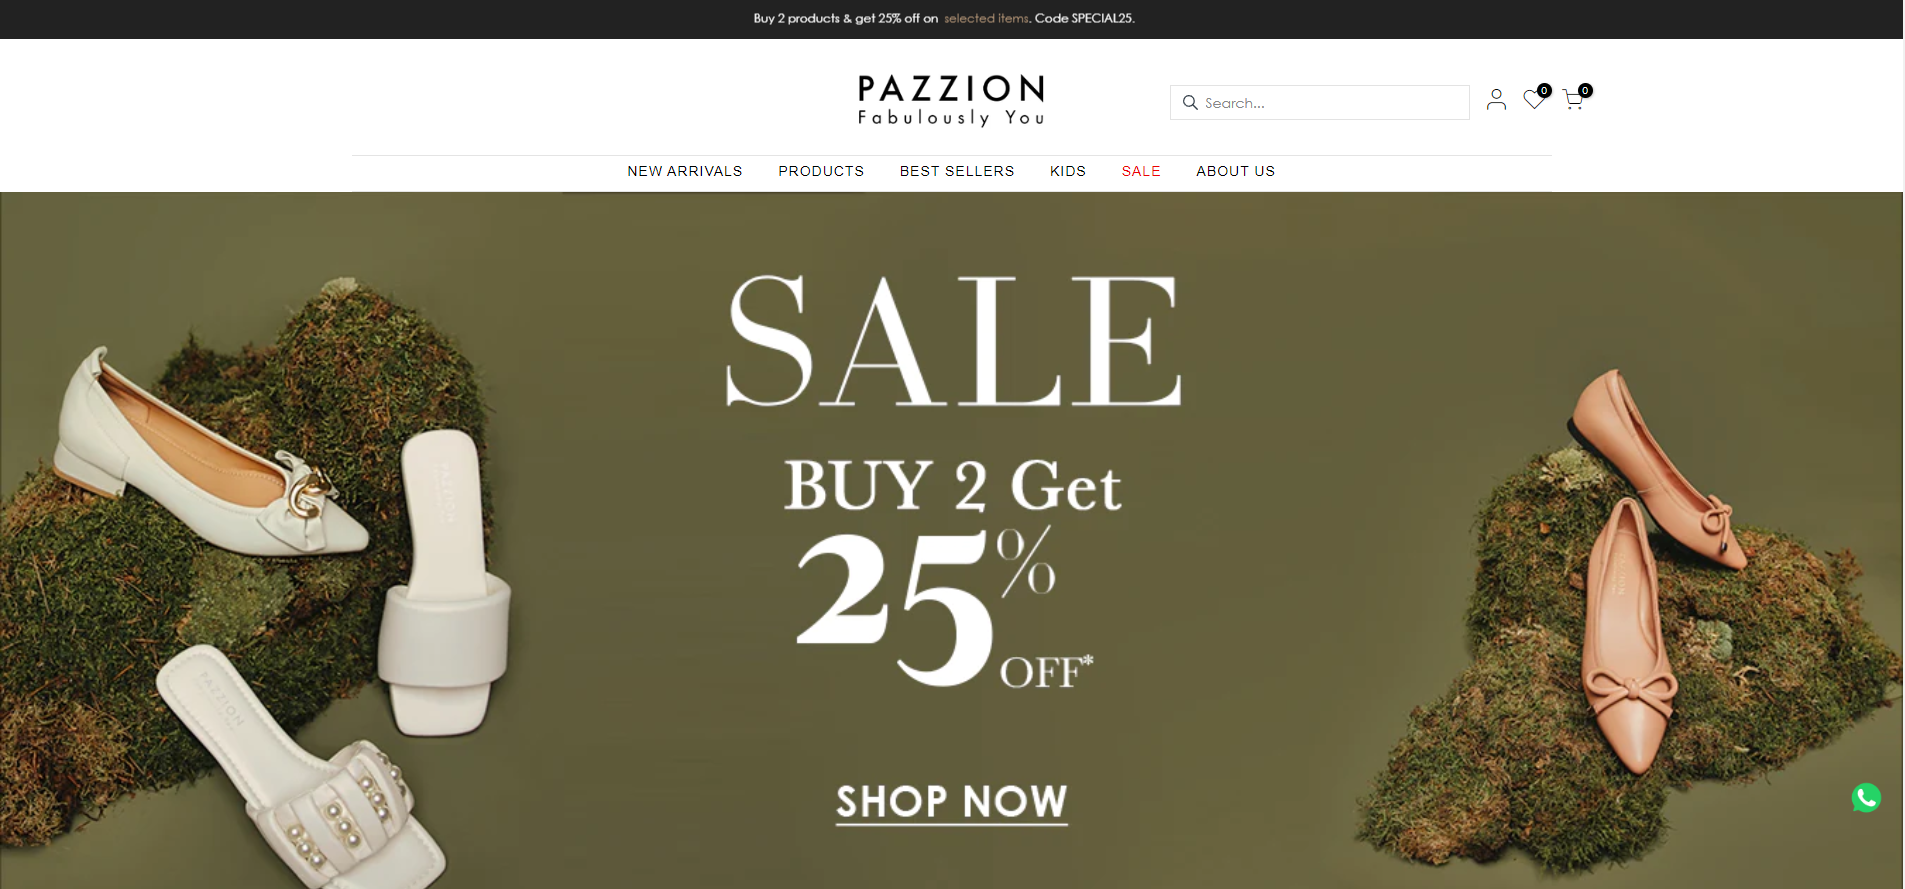 Buy 2 products & get 25% off on selected items. Code SPECIAL25.
PAZZION
Fabulously You
Search...
0
0
NEW ARRIVALS PRODUCTS BEST SELLERS KIDS SALE ABOUT US
SALE
BUY 2 Get
25%
OFF*
SHOP NOW
PAZZION